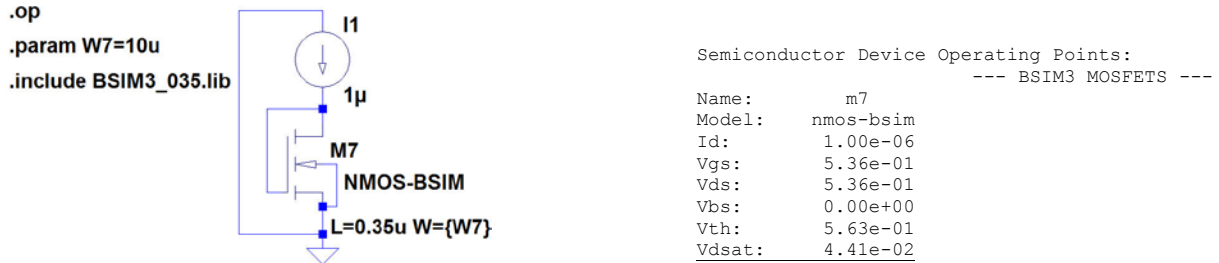 .op
.param W7=10u
.include BSIM3_035.lib
I1
1µ
M7
NMOS-BSIM
L=0.35u W={W7}
Semiconductor Device Operating Points:
--- BSIM3 MOSFETS ---
Name: m7
Model: nmos-bsim
Id: 1.00e-06
Vgs: 5.36e-01
Vds: 5.36e-01
Vbs: 0.00e+00
Vth: 5.63e-01
Vdsat: 4.41e-02